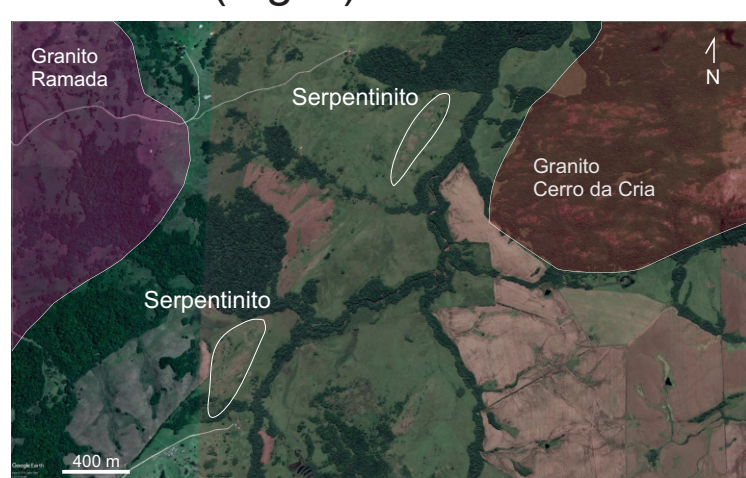 Granito
Ramada
Serpentinito
N
Granito
Cerro da Cria
Serpentinito
Google Earth
400 m